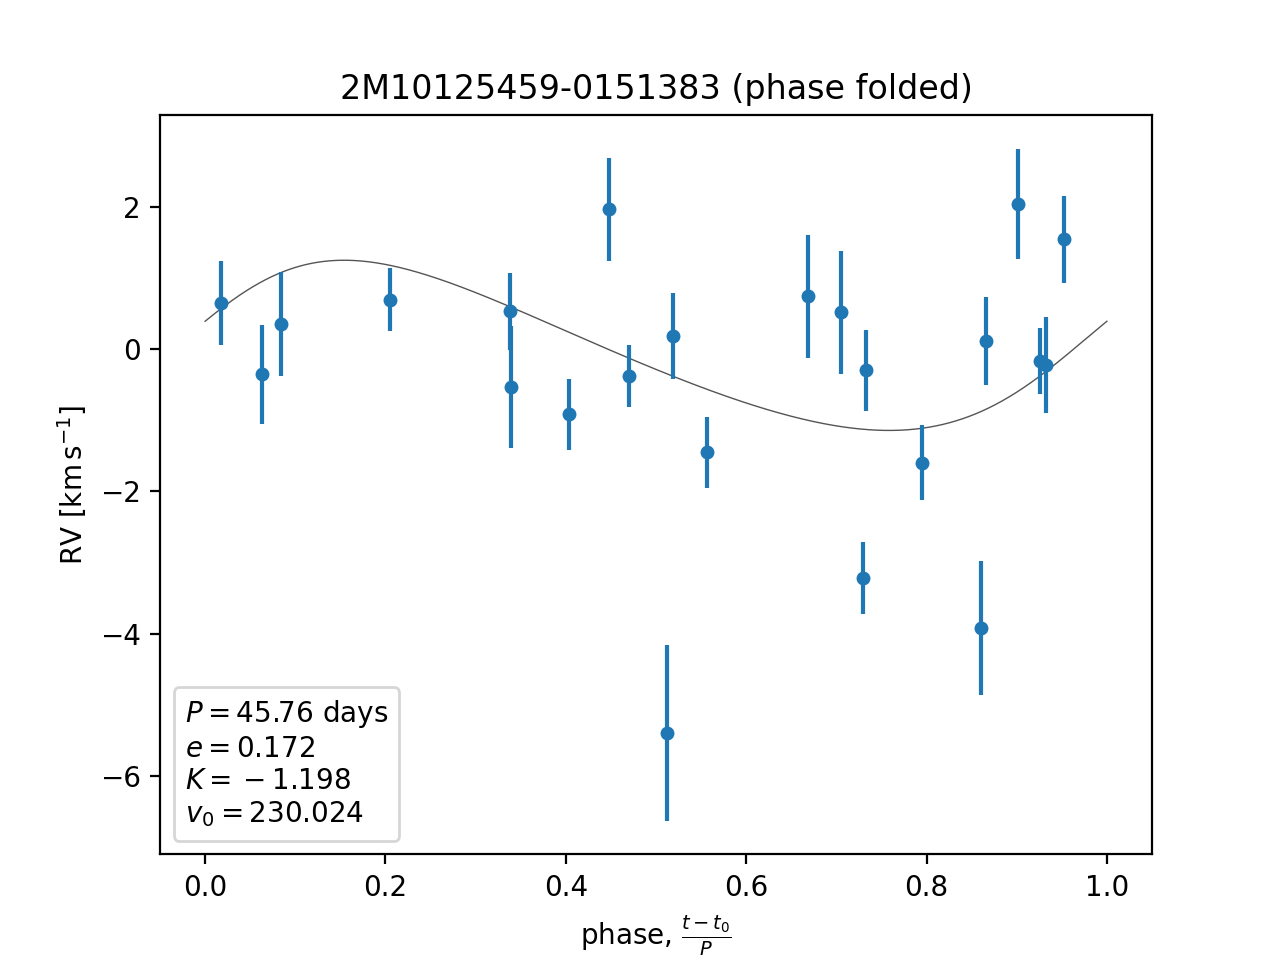 2M10125459-0151383 (phase folded)
RV [km s⁻¹]
2
0
−2
−4
−6
P = 45.76 days
e = 0.172
K = −1.198
v₀ = 230.024
0.0 0.2 0.4 0.6 0.8 1.0
phase, (t − t₀)/P